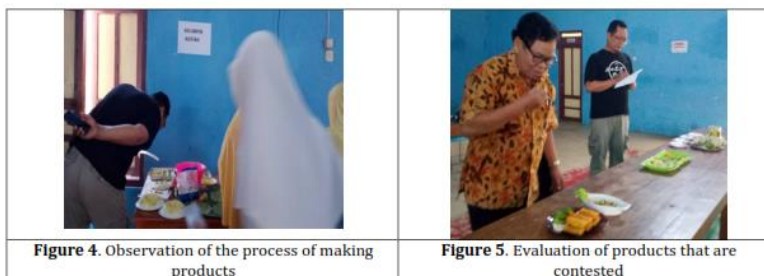 Figure 4. Observation of the process of making
products
Figure 5. Evaluation of products that are
contested